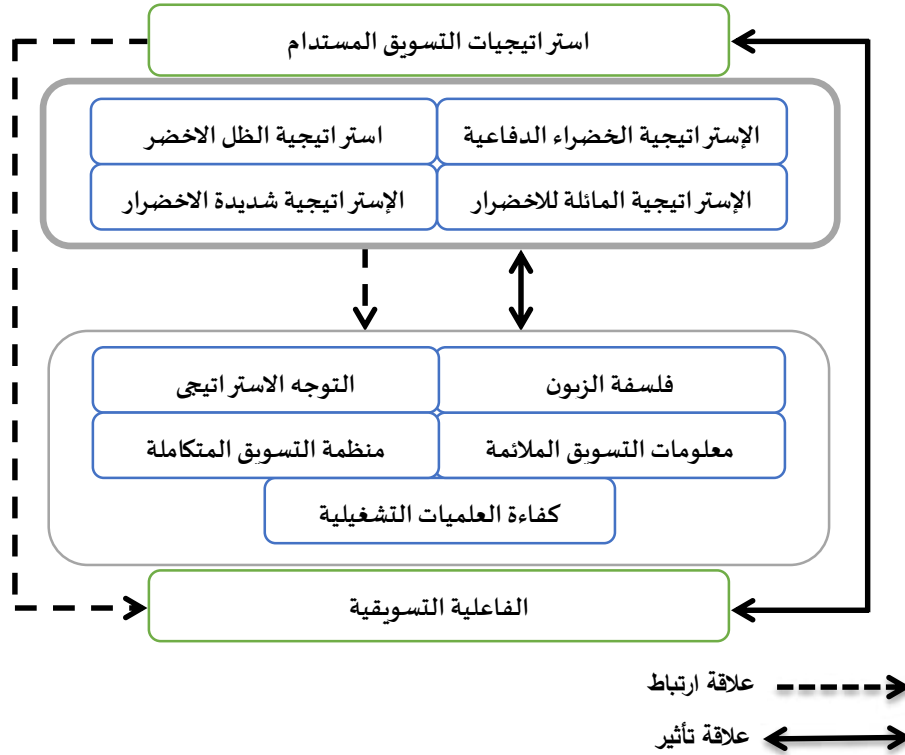 استراتيجيات التسويق المستدام
الإستراتيجية الخضراء الدفاعية
استراتيجية الظل الاخضر
الإستراتيجية المائلة للاخضرار
الإستراتيجية شديدة الاخضرار
فلسفة الزبون
التوجه الاستراتيجي
معلومات التسويق الملائمة
منظمة التسويق المتكاملة
كفاءة العلميات التشغيلية
الفاعلية التسويقية
علاقة ارتباط
علاقة تأثير